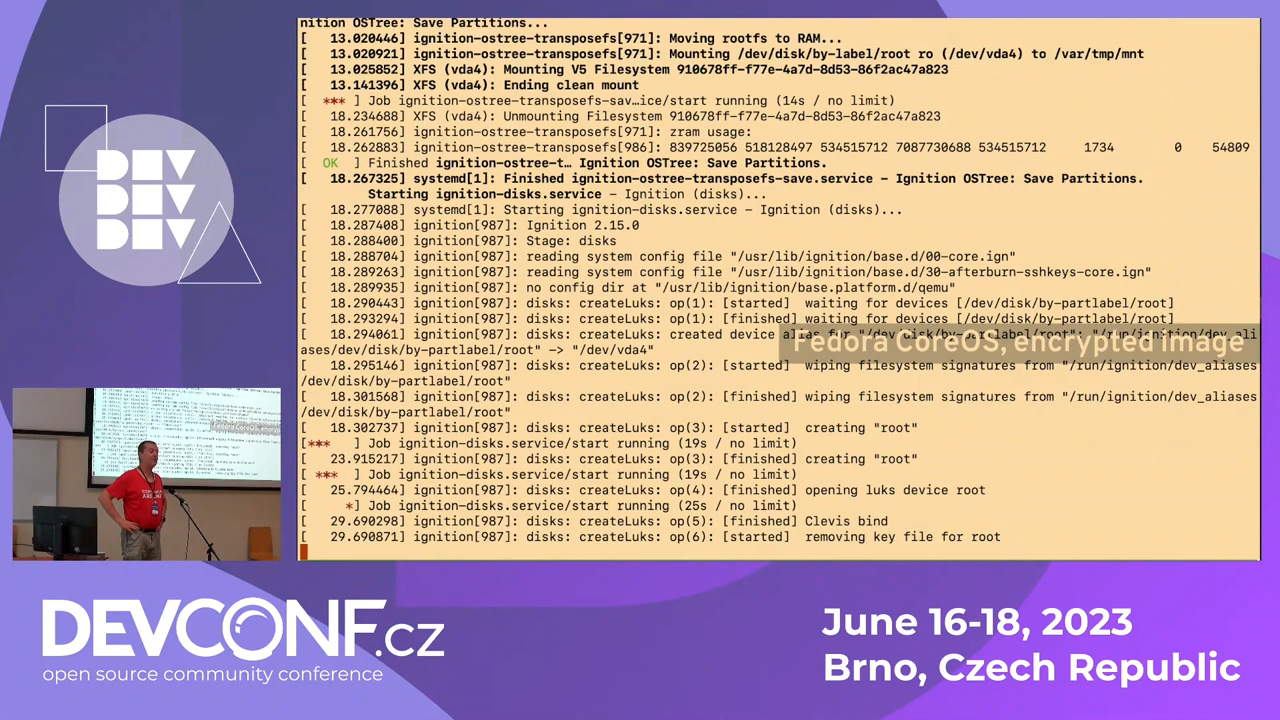 nition OSTree: Save Partitions...
[   13.020446] ignition-ostree-transposefs[971]: Moving rootfs to RAM...
[   13.020921] ignition-ostree-transposefs[971]: Mounting /dev/disk/by-label/root ro (/dev/vda4) to /var/tmp/mnt
[   13.025852] XFS (vda4): Mounting V5 Filesystem 910678ff-f77e-4a7d-8d53-86f2ac47a823
[   13.141396] XFS (vda4): Ending clean mount
[  *** ] Job ignition-ostree-transposefs-sav…ice/start running (14s / no limit)
[   18.234688] XFS (vda4): Unmounting Filesystem 910678ff-f77e-4a7d-8d53-86f2ac47a823
[   18.261756] ignition-ostree-transposefs[971]: zram usage:
[   18.262883] ignition-ostree-transposefs[986]: 839725056 518128497 534515712 7087730688 534515712     1734        0    54809
[  OK  ] Finished ignition-ostree-t… Ignition OSTree: Save Partitions.
[   18.267325] systemd[1]: Finished ignition-ostree-transposefs-save.service - Ignition OSTree: Save Partitions.
Starting ignition-disks.service - Ignition (disks)...
[   18.277088] systemd[1]: Starting ignition-disks.service - Ignition (disks)...
[   18.287408] ignition[987]: Ignition 2.15.0
[   18.288400] ignition[987]: Stage: disks
[   18.288704] ignition[987]: reading system config file "/usr/lib/ignition/base.d/00-core.ign"
[   18.289263] ignition[987]: reading system config file "/usr/lib/ignition/base.d/30-afterburn-sshkeys-core.ign"
[   18.289935] ignition[987]: no config dir at "/usr/lib/ignition/base.platform.d/qemu"
[   18.290443] ignition[987]: disks: createLuks: op(1): [started]  waiting for devices [/dev/disk/by-partlabel/root]
[   18.293294] ignition[987]: disks: createLuks: op(1): [finished] waiting for devices [/dev/disk/by-partlabel/root]
[   18.294061] ignition[987]: disks: createLuks: created device alias for "/dev/disk/by-partlabel/root": "/run/ignition/dev_ali
ases/dev/disk/by-partlabel/root" -> "/dev/vda4"
Fedora CoreOS, encrypted image
[   18.295146] ignition[987]: disks: createLuks: op(2): [started]  wiping filesystem signatures from "/run/ignition/dev_aliases
/dev/disk/by-partlabel/root"
[   18.301568] ignition[987]: disks: createLuks: op(2): [finished] wiping filesystem signatures from "/run/ignition/dev_aliases
/dev/disk/by-partlabel/root"
[   18.302737] ignition[987]: disks: createLuks: op(3): [started]  creating "root"
[***   ] Job ignition-disks.service/start running (19s / no limit)
[   23.915217] ignition[987]: disks: createLuks: op(3): [finished] creating "root"
[ ***  ] Job ignition-disks.service/start running (19s / no limit)
[   25.794464] ignition[987]: disks: createLuks: op(4): [finished] opening luks device root
[     *] Job ignition-disks.service/start running (25s / no limit)
[   29.690298] ignition[987]: disks: createLuks: op(5): [finished] Clevis bind
[   29.690871] ignition[987]: disks: createLuks: op(6): [started]  removing key file for root
DEV
DEV
DEV
DEVCONF.cz
open source community conference
June 16-18, 2023
Brno, Czech Republic